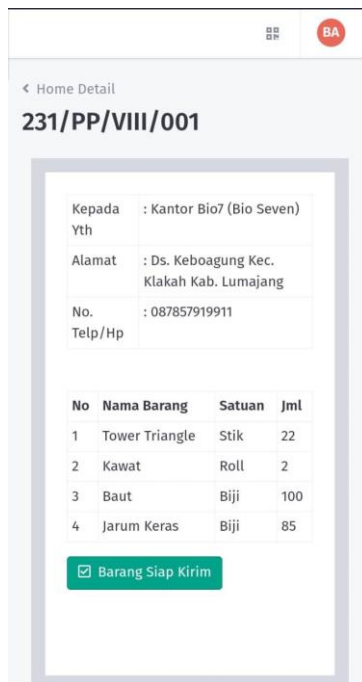 BA
Home Detail
231/PP/VIII/001
Kepada Yth : Kantor Bio7 (Bio Seven)
Alamat : Ds. Keboagung Kec.
Klakah Kab. Lumajang
No. Telp/Hp : 087857919911
No Nama Barang Satuan Jml
1 Tower Triangle Stik 22
2 Kawat Roll 2
3 Baut Biji 100
4 Jarum Keras Biji 85
Barang Siap Kirim